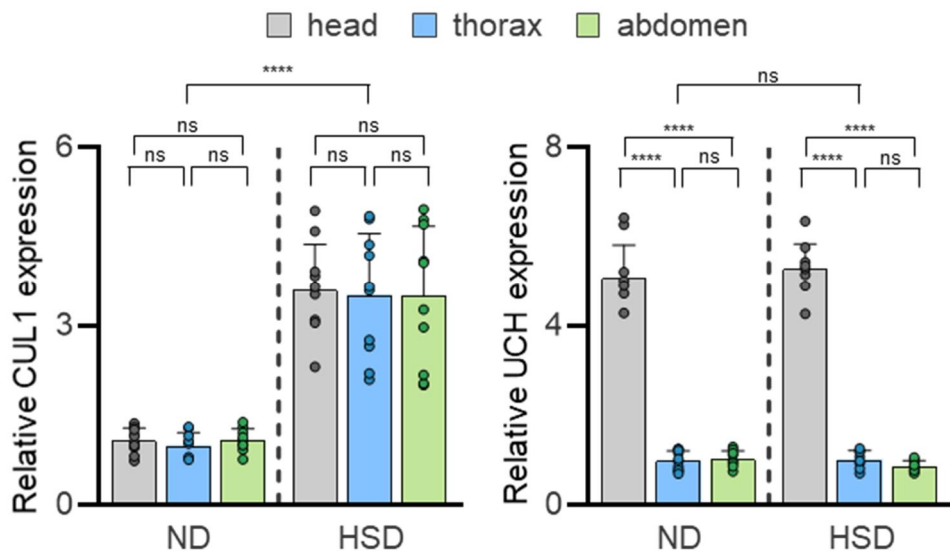 head thorax abdomen
**** ns
ns ns **** ****
ns ns ns ns **** ns **** ns
Relative CUL1 expression
6
3
0
ND HSD
Relative UCH expression
8
4
0
ND HSD